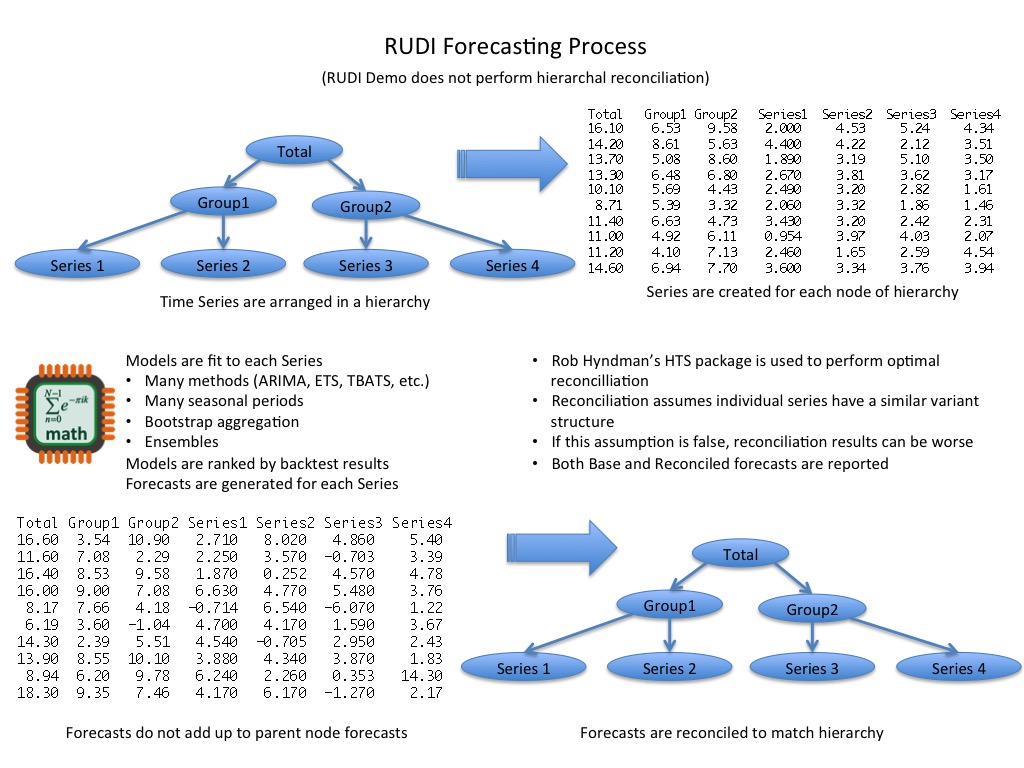 RUDI Forecasting Process
(RUDI Demo does not perform hierarchal reconciliation)
Total
Group1
Group2
Series 1
Series 2
Series 3
Series 4
Time Series are arranged in a hierarchy
Total Group1 Group2 Series1 Series2 Series3 Series4
16.10 6.53 9.58 2.000 4.53 5.24 4.34
14.20 8.61 5.63 4.400 4.22 2.12 3.51
13.70 5.08 8.60 1.890 3.19 5.10 3.50
13.30 6.48 6.80 2.670 3.81 3.62 3.17
10.10 5.69 4.43 2.490 3.20 2.82 1.61
8.71 5.39 3.32 2.060 3.32 1.86 1.46
11.40 6.63 4.73 3.430 3.20 2.42 2.31
11.00 4.92 6.11 0.954 3.97 4.03 2.07
11.20 4.10 7.13 2.460 1.65 2.59 4.54
14.60 6.94 7.70 3.600 3.34 3.76 3.94
Series are created for each node of hierarchy
N−1
∑e−πik
n=0
math
Models are fit to each Series
• Many methods (ARIMA, ETS, TBATS, etc.)
• Many seasonal periods
• Bootstrap aggregation
• Ensembles
Models are ranked by backtest results
Forecasts are generated for each Series
• Rob Hyndman’s HTS package is used to perform optimal
reconcilliation
• Reconciliation assumes individual series have a similar variant
structure
• If this assumption is false, reconciliation results can be worse
• Both Base and Reconciled forecasts are reported
Total Group1 Group2 Series1 Series2 Series3 Series4
16.60 3.54 10.90 2.710 8.020 4.860 5.40
11.60 7.08 2.29 2.250 3.570 -0.703 3.39
16.40 8.53 9.58 1.870 0.252 4.570 4.78
16.00 9.00 7.08 6.630 4.770 5.480 3.76
8.17 7.66 4.18 -0.714 6.540 -6.070 1.22
6.19 3.60 -1.04 4.700 4.170 1.590 3.67
14.30 2.39 5.51 4.540 -0.705 2.950 2.43
13.90 8.55 10.10 3.880 4.340 3.870 1.83
8.94 6.20 9.78 6.240 2.260 0.353 14.30
18.30 9.35 7.46 4.170 6.170 -1.270 2.17
Forecasts do not add up to parent node forecasts
Total
Group1
Group2
Series 1
Series 2
Series 3
Series 4
Forecasts are reconciled to match hierarchy